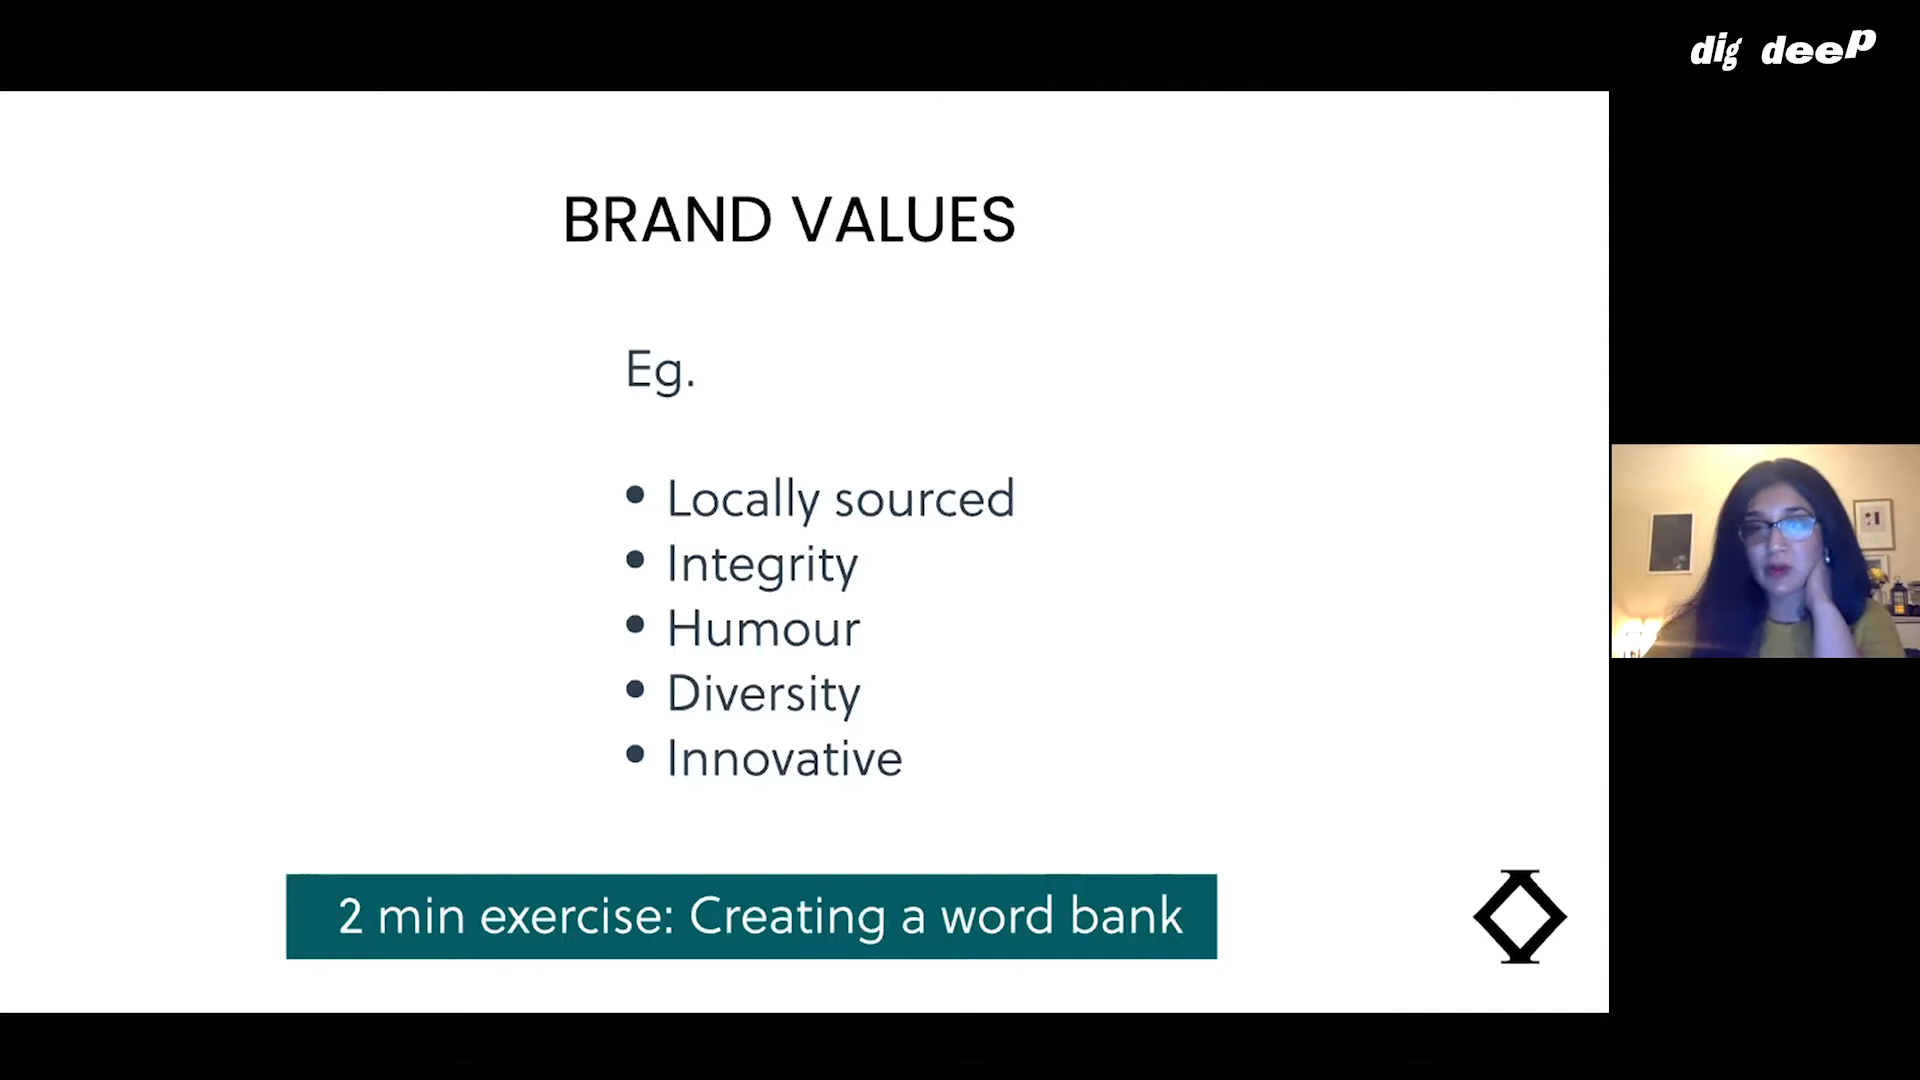 dig deep
BRAND VALUES
Eg.
• Locally sourced
• Integrity
• Humour
• Diversity
• Innovative
2 min exercise: Creating a word bank